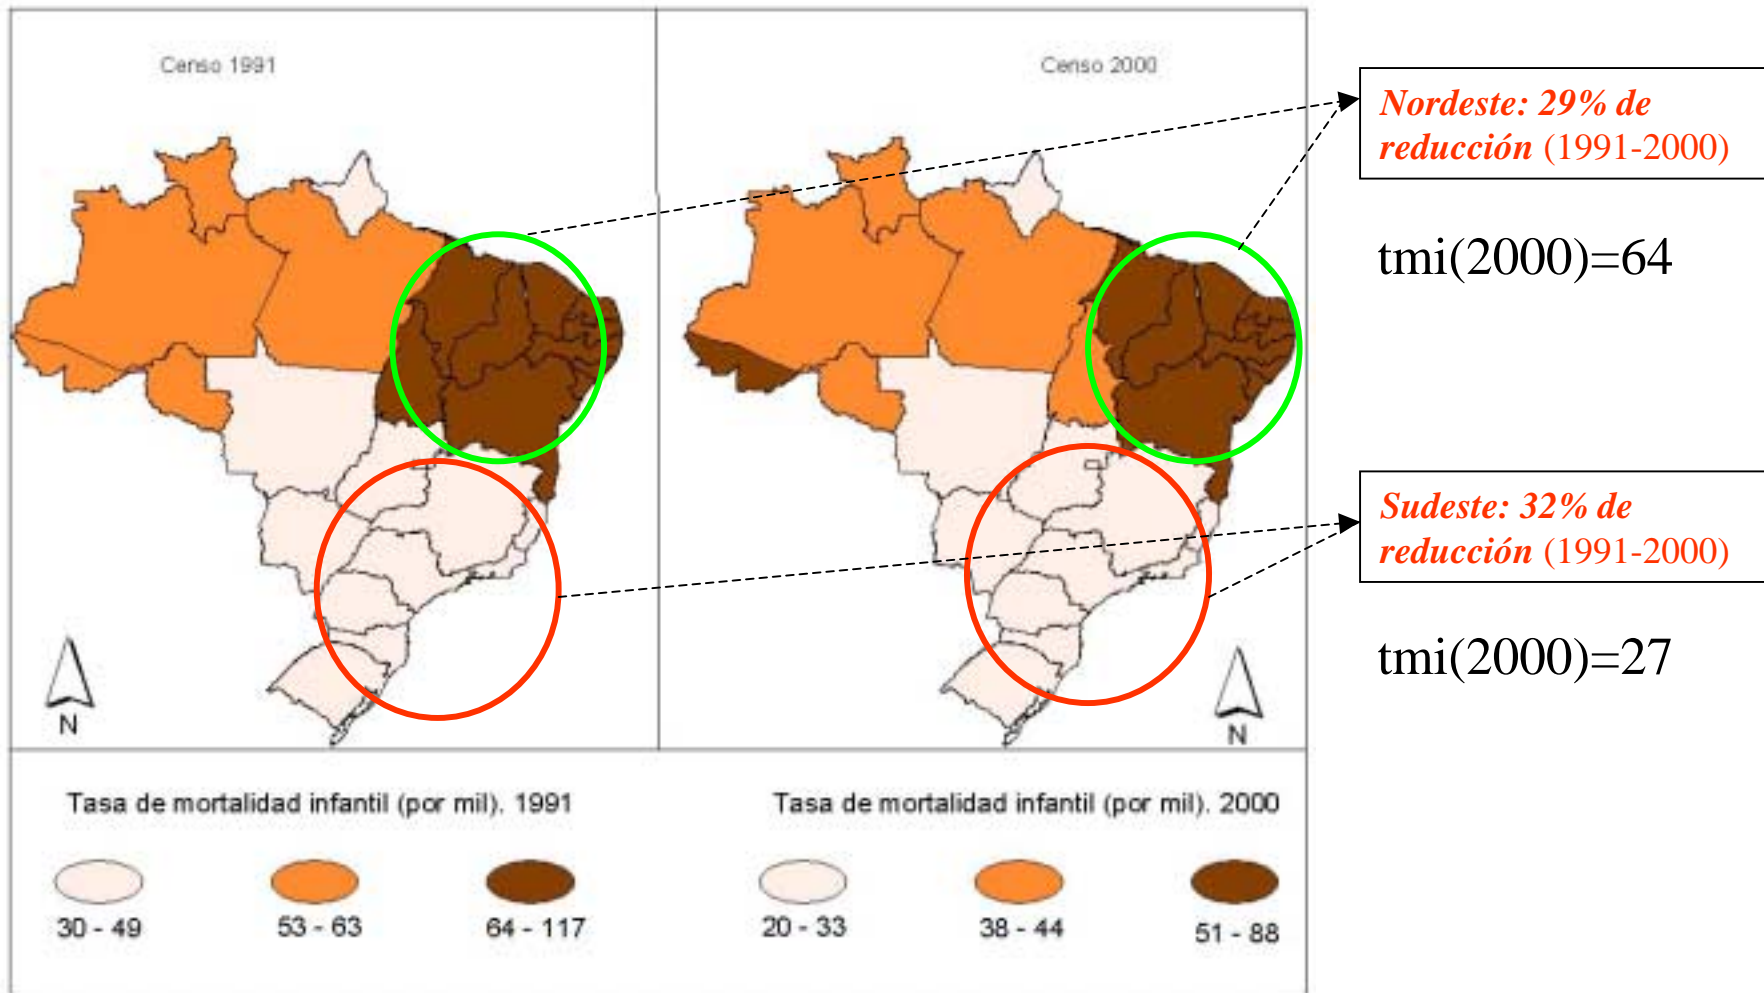 Censo 1991
Censo 2000
Nordeste: 29% de
reducción (1991-2000)
tmi(2000)=64
Sudeste: 32% de
reducción (1991-2000)
tmi(2000)=27
N
N
Tasa de mortalidad infantil (por mil). 1991
30 - 49
53 - 63
64 - 117
Tasa de mortalidad infantil (por mil). 2000
20 - 33
38 - 44
51 - 88